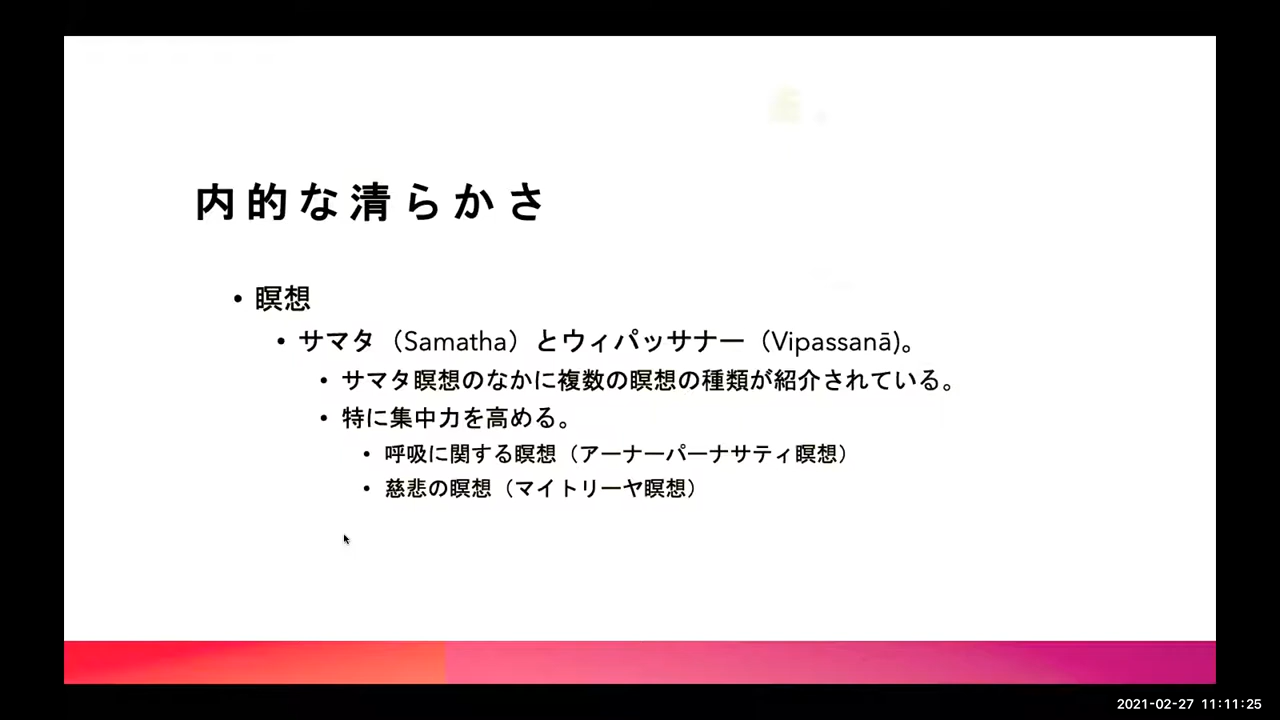 内的な清らかさ
• 瞑想
• サマタ（Samatha）とウィパッサナー（Vipassanā)。
• サマタ瞑想のなかに複数の瞑想の種類が紹介されている。
• 特に集中力を高める。
• 呼吸に関する瞑想（アーナーパーナサティ瞑想）
• 慈悲の瞑想（マイトリーヤ瞑想）
2021-02-27 11:11:25